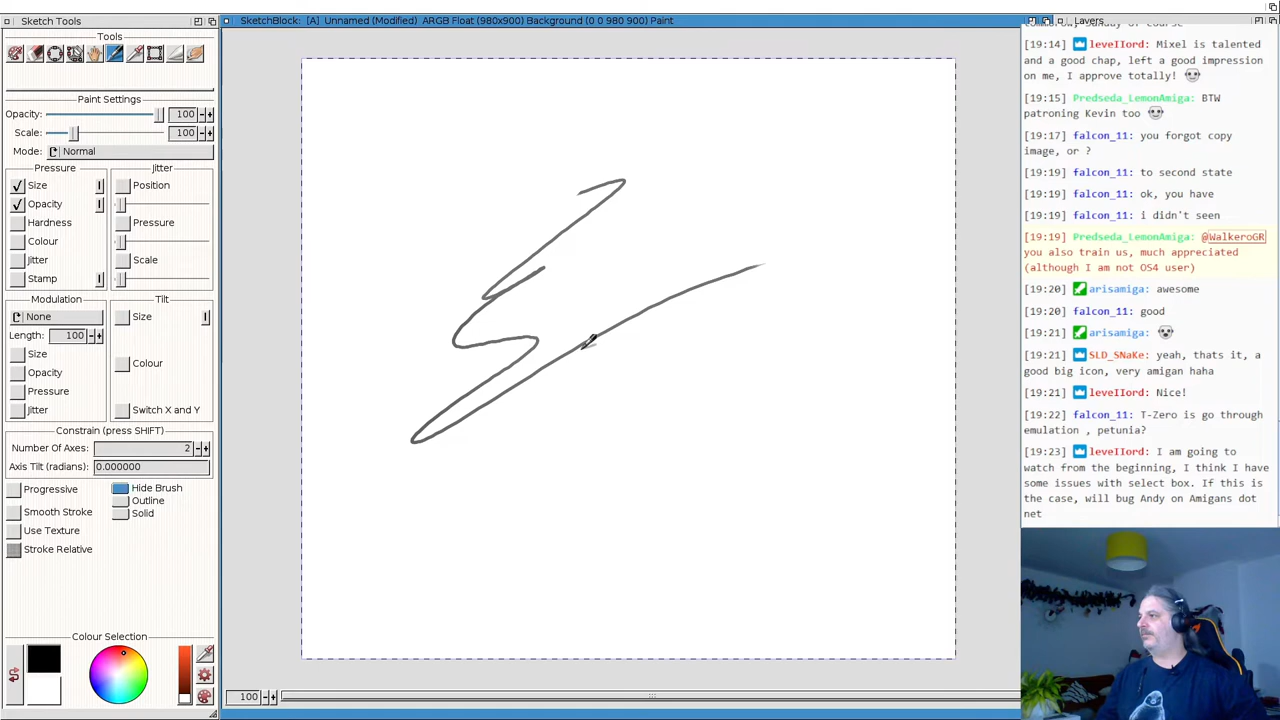 Sketch Tools
SketchBlock: [A] Unnamed (Modified) ARGB Float (980x900) Background (0 0 980 900) Paint
Layers
Tools
Paint Settings
Opacity: 100
Scale: 100
Mode: Normal
Pressure
Jitter
Size
Position
Opacity
Hardness
Pressure
Colour
Jitter
Scale
Stamp
Modulation
Tilt
None
Size
Length: 100
Size
Colour
Opacity
Pressure
Jitter
Switch X and Y
Constrain (press SHIFT)
Number Of Axes: 2
Axis Tilt (radians): 0.000000
Progressive
Hide Brush
Outline
Smooth Stroke
Solid
Use Texture
Stroke Relative
Colour Selection
100
[19:14] leveIIord: Mixel is talented
and a good chap, left a good impression
on me, I approve totally!
[19:15] Predseda_LemonAmiga: BTW
patroning Kevin too
[19:17] falcon_11: you forgot copy
image, or ?
[19:19] falcon_11: to second state
[19:19] falcon_11: ok, you have
[19:19] falcon_11: i didn't seen
[19:19] Predseda_LemonAmiga: @WalkeroGR
you also train us, much appreciated
(although I am not OS4 user)
[19:20] arisamiga: awesome
[19:20] falcon_11: good
[19:21] arisamiga:
[19:21] SLD_SNaKe: yeah, thats it, a
good big icon, very amigan haha
[19:21] leveIIord: Nice!
[19:22] falcon_11: T-Zero is go through
emulation , petunia?
[19:23] leveIIord: I am going to
watch from the beginning, I think I have
some issues with select box. If this is
the case, will bug Andy on Amigans dot
net